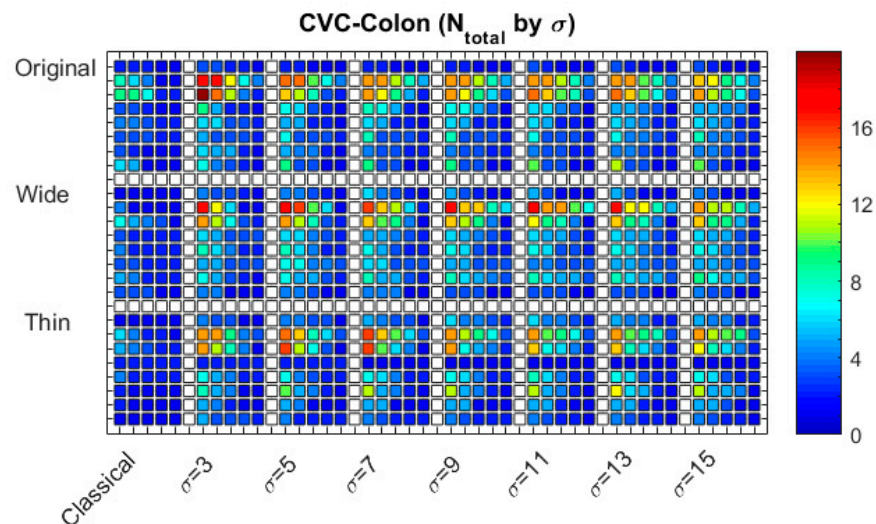 CVC-Colon (N_total by σ)
Original
Wide
Thin
16
12
8
4
0
Classical
σ=3
σ=5
σ=7
σ=9
σ=11
σ=13
σ=15